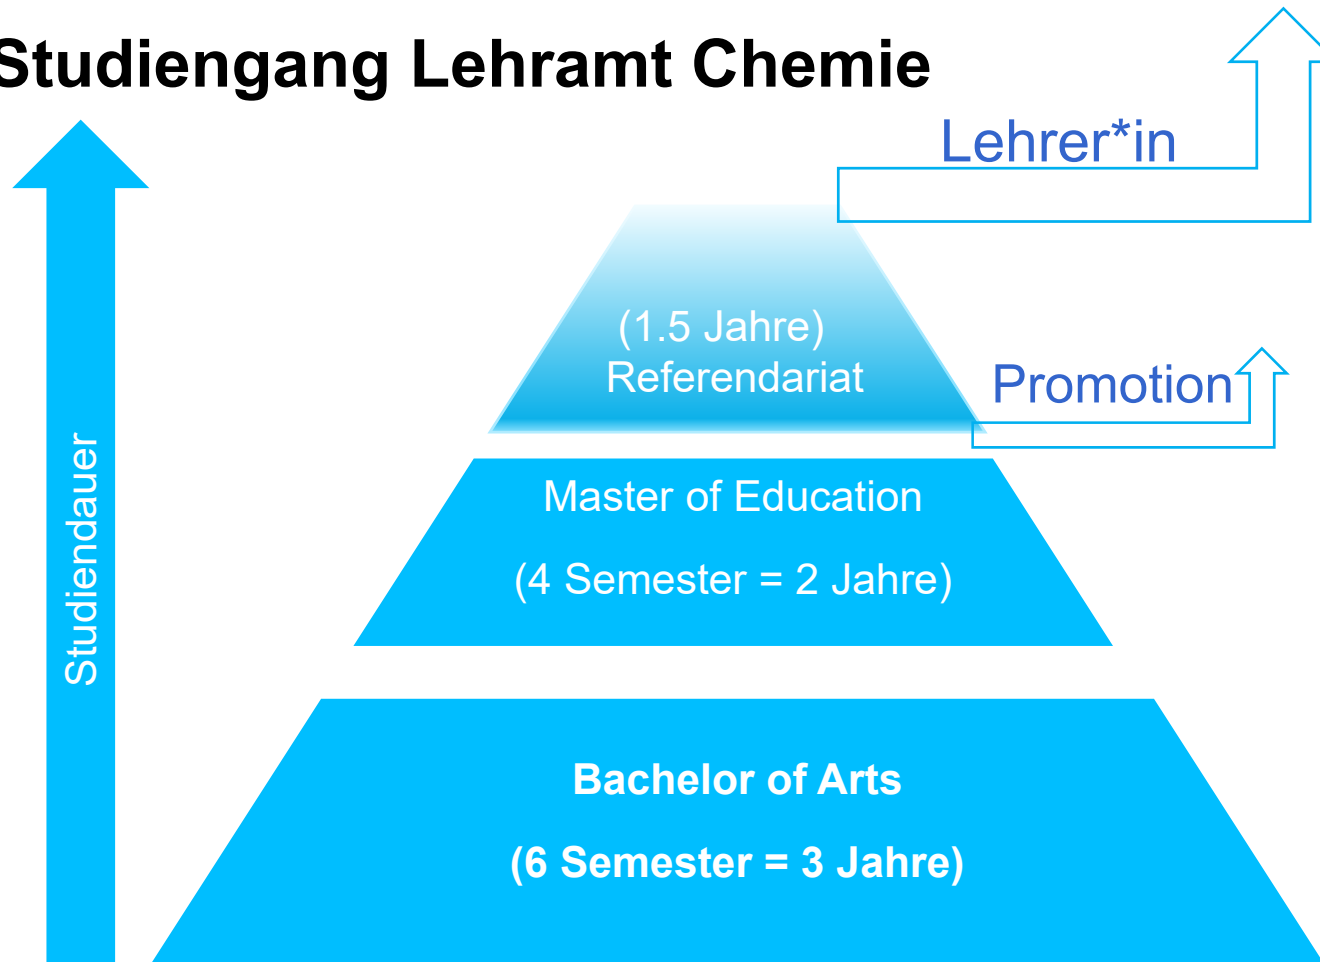 Studiengang Lehramt Chemie
Lehrer*in
(1.5 Jahre)
Referendariat
Promotion
Master of Education
(4 Semester = 2 Jahre)
Studiendauer
Bachelor of Arts
(6 Semester = 3 Jahre)